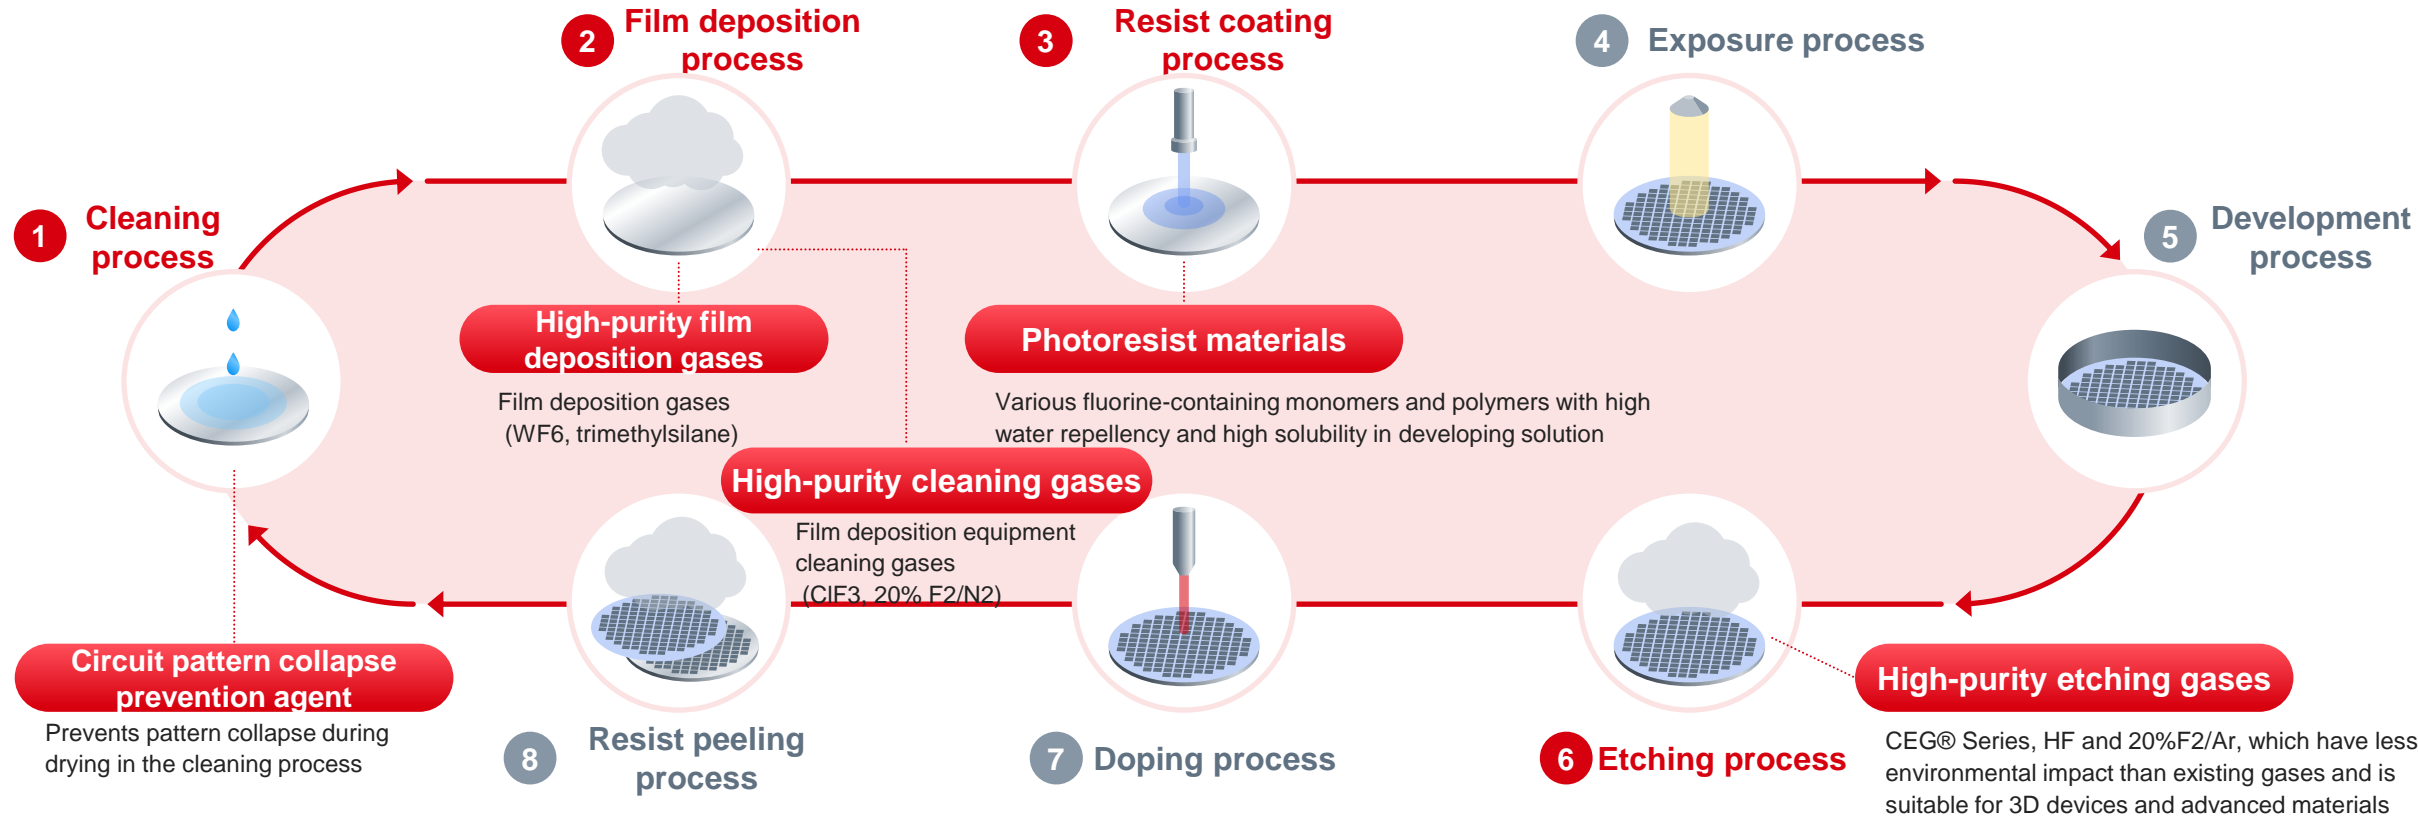 1
Cleaning
process
2
Film deposition
process
3
Resist coating
process
4
Exposure process
5
Development
process
High-purity film
deposition gases
Film deposition gases
(WF6, trimethylsilane)
Photoresist materials
Various fluorine-containing monomers and polymers with high
water repellency and high solubility in developing solution
High-purity cleaning gases
Film deposition equipment
cleaning gases
(ClF3, 20% F2/N2)
Circuit pattern collapse
prevention agent
Prevents pattern collapse during
drying in the cleaning process
8
Resist peeling
process
7
Doping process
6
Etching process
High-purity etching gases
CEG® Series, HF and 20%F2/Ar, which have less
environmental impact than existing gases and is
suitable for 3D devices and advanced materials